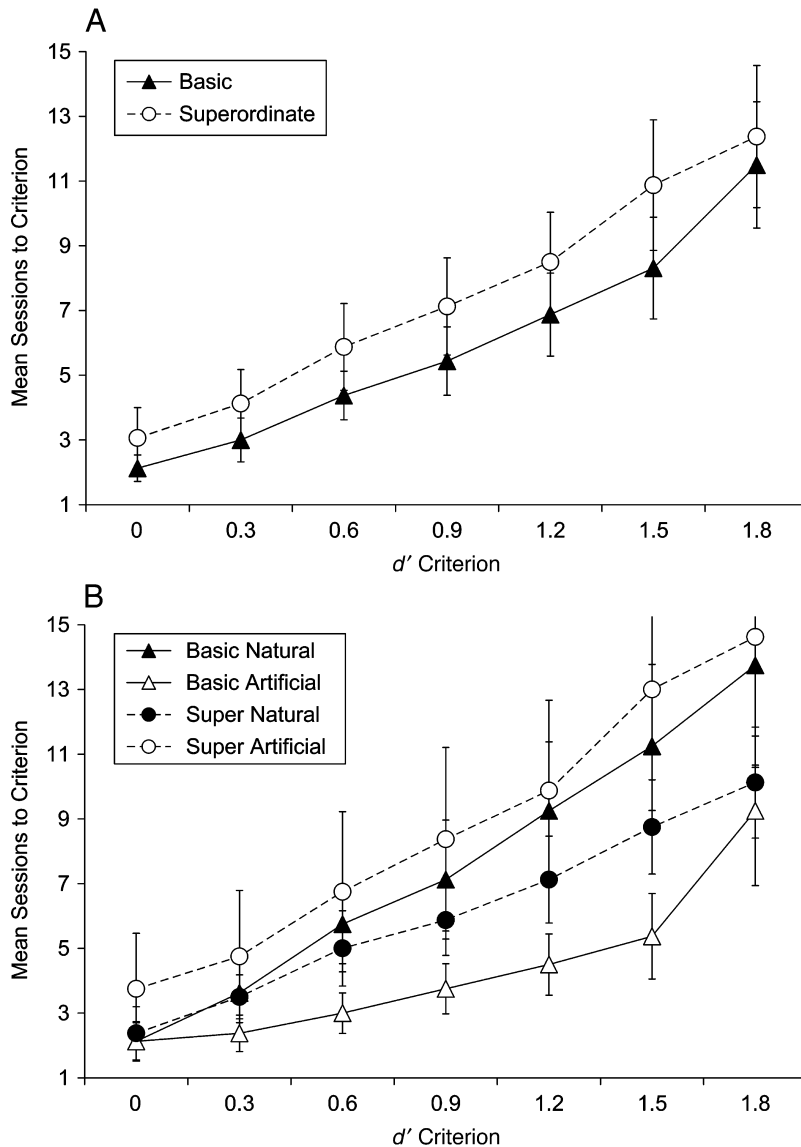 A
15
13
11
9
7
5
3
1
Mean Sessions to Criterion
Basic
Superordinate
0 0.3 0.6 0.9 1.2 1.5 1.8
d′ Criterion
B
15
13
11
9
7
5
3
1
Mean Sessions to Criterion
Basic Natural
Basic Artificial
Super Natural
Super Artificial
0 0.3 0.6 0.9 1.2 1.5 1.8
d′ Criterion